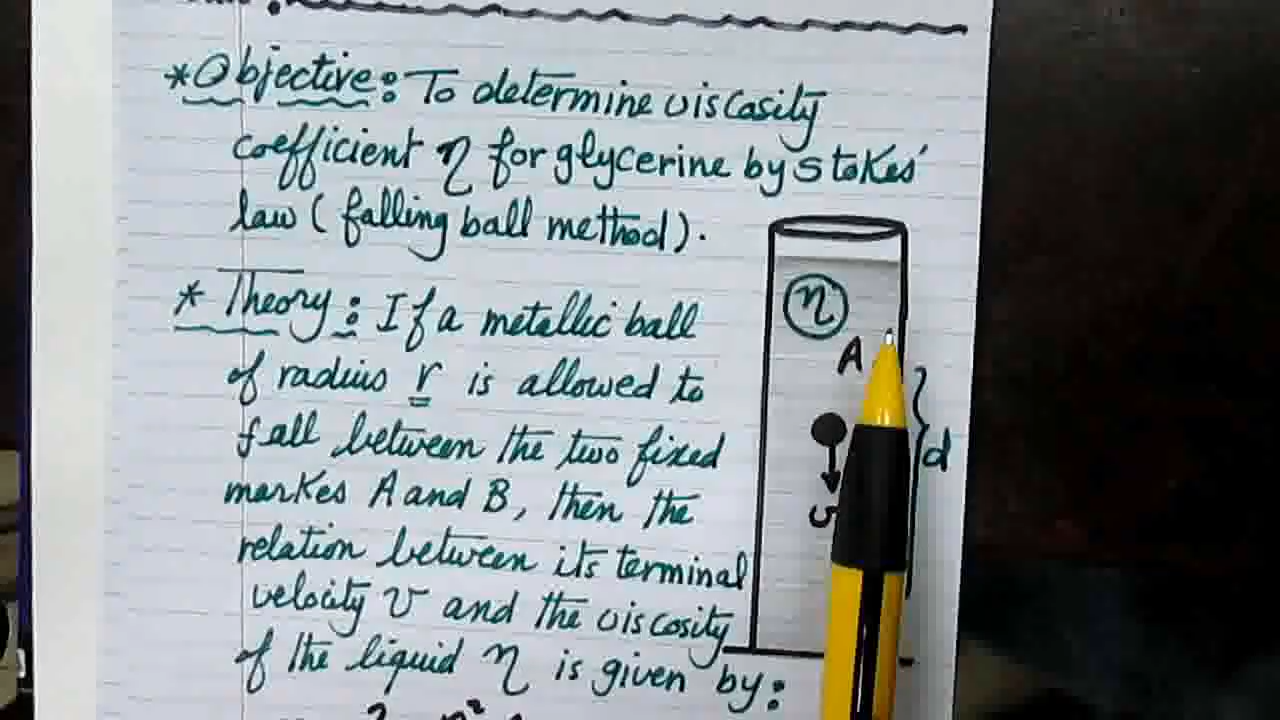 * Objective: To determine viscosity
coefficient η for glycerine by stokes'
law (falling ball method).
* Theory: If a metallic ball
of radius r is allowed to
fall between the two fixed
markes A and B, then the
relation between its terminal
velocity v and the viscosity
of the liquid η is given by:
η
A
d
v